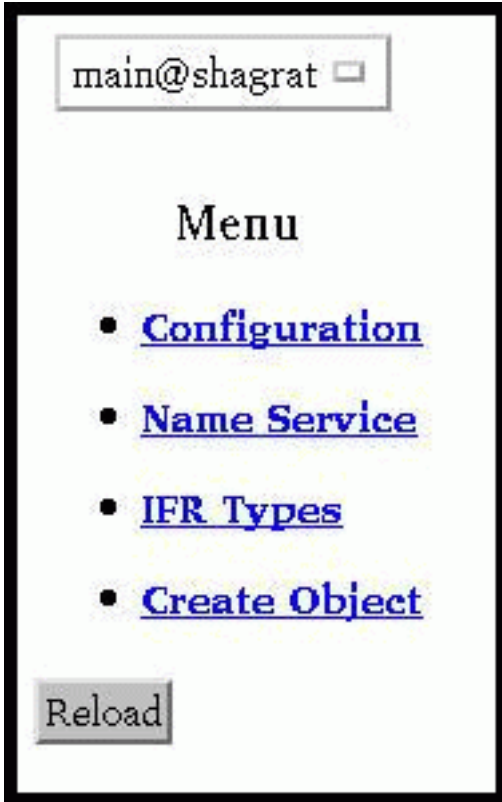 main@shagrat
Menu
Configuration
Name Service
IFR Types
Create Object
Reload